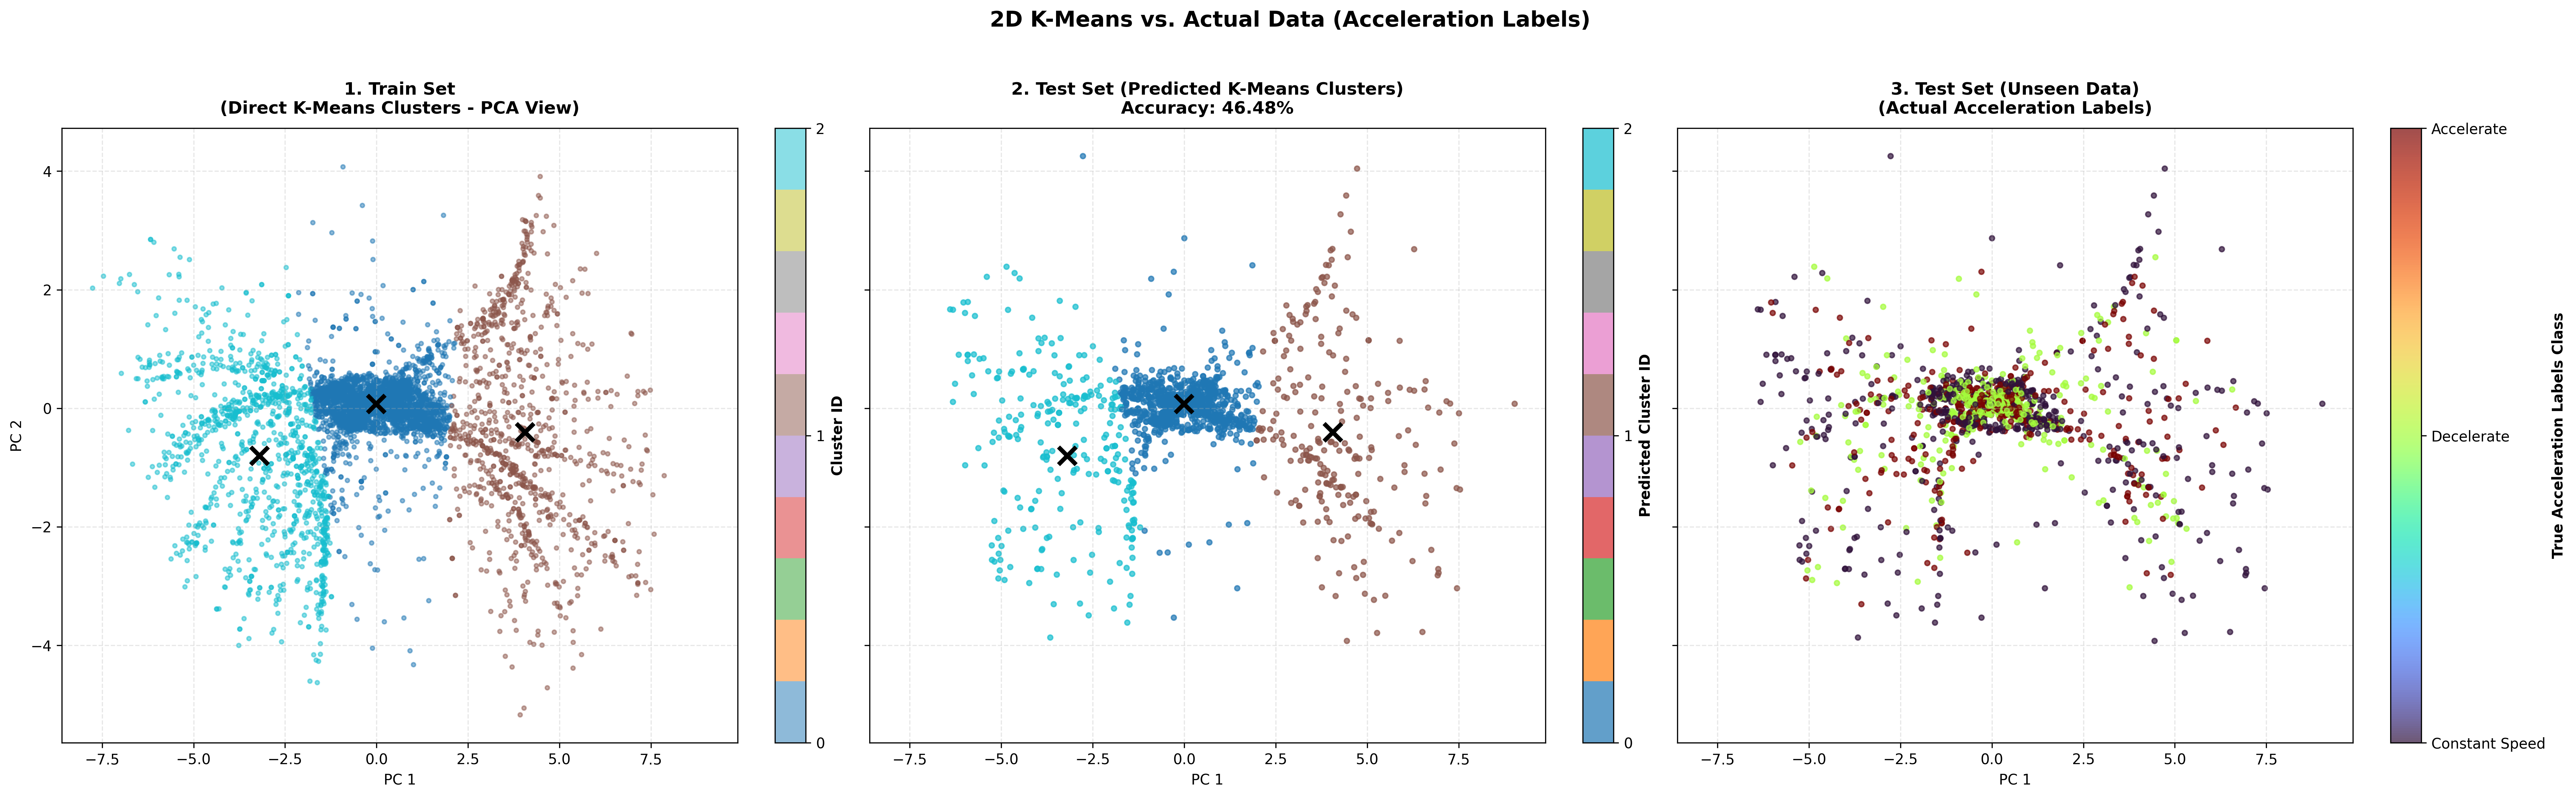 2D K-Means vs. Actual Data (Acceleration Labels)
1. Train Set
(Direct K-Means Clusters - PCA View)
4
2
0
−2
−4
PC 2
−7.5 −5.0 −2.5 0.0 2.5 5.0 7.5
PC 1
2
1
0
Cluster ID
2. Test Set (Predicted K-Means Clusters)
Accuracy: 46.48%
−7.5 −5.0 −2.5 0.0 2.5 5.0 7.5
PC 1
2
1
0
Predicted Cluster ID
3. Test Set (Unseen Data)
(Actual Acceleration Labels)
−7.5 −5.0 −2.5 0.0 2.5 5.0 7.5
PC 1
Accelerate
Decelerate
Constant Speed
True Acceleration Labels Class